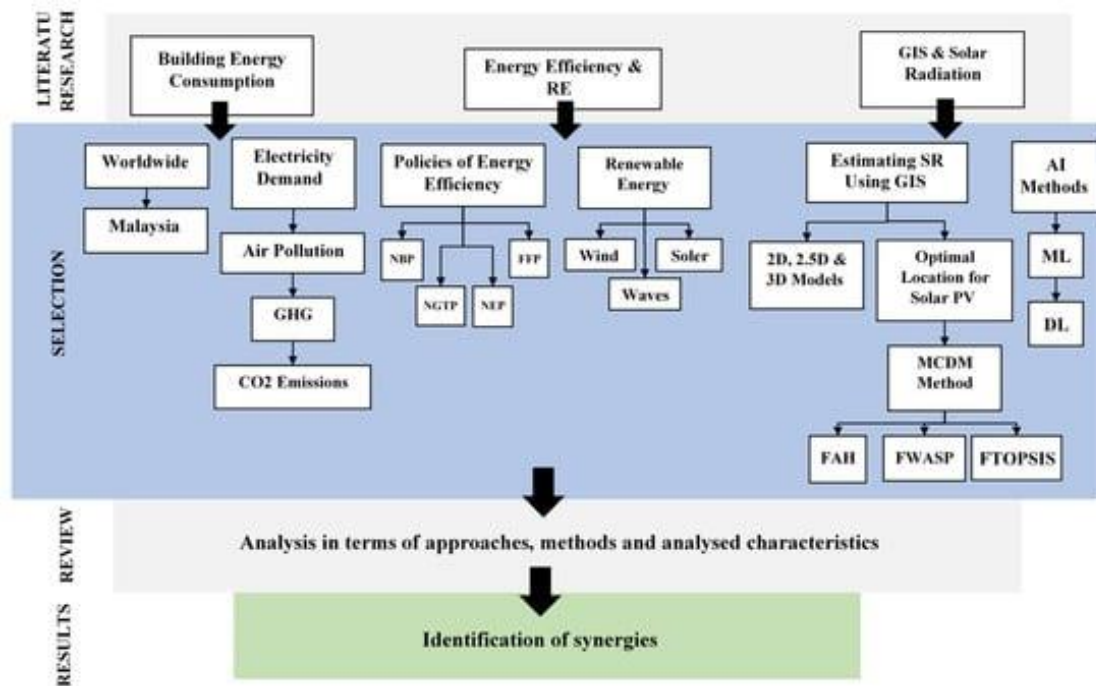 LITERATU
RESEARCH
Building Energy
Consumption
Energy Efficiency &
RE
GIS & Solar
Radiation
SELECTION
Worldwide
Malaysia
Electricity
Demand
Air Pollution
GHG
CO2 Emissions
Policies of Energy
Efficiency
NBP
NGTP
NEP
FFP
Renewable
Energy
Wind
Waves
Soler
Estimating SR
Using GIS
2D, 2.5D &
3D Models
Optimal
Location for
Solar PV
MCDM
Method
FAH
FWASP
FTOPSIS
AI
Methods
ML
DL
REVIEW
Analysis in terms of approaches, methods and analysed characteristics
RESULTS
Identification of synergies